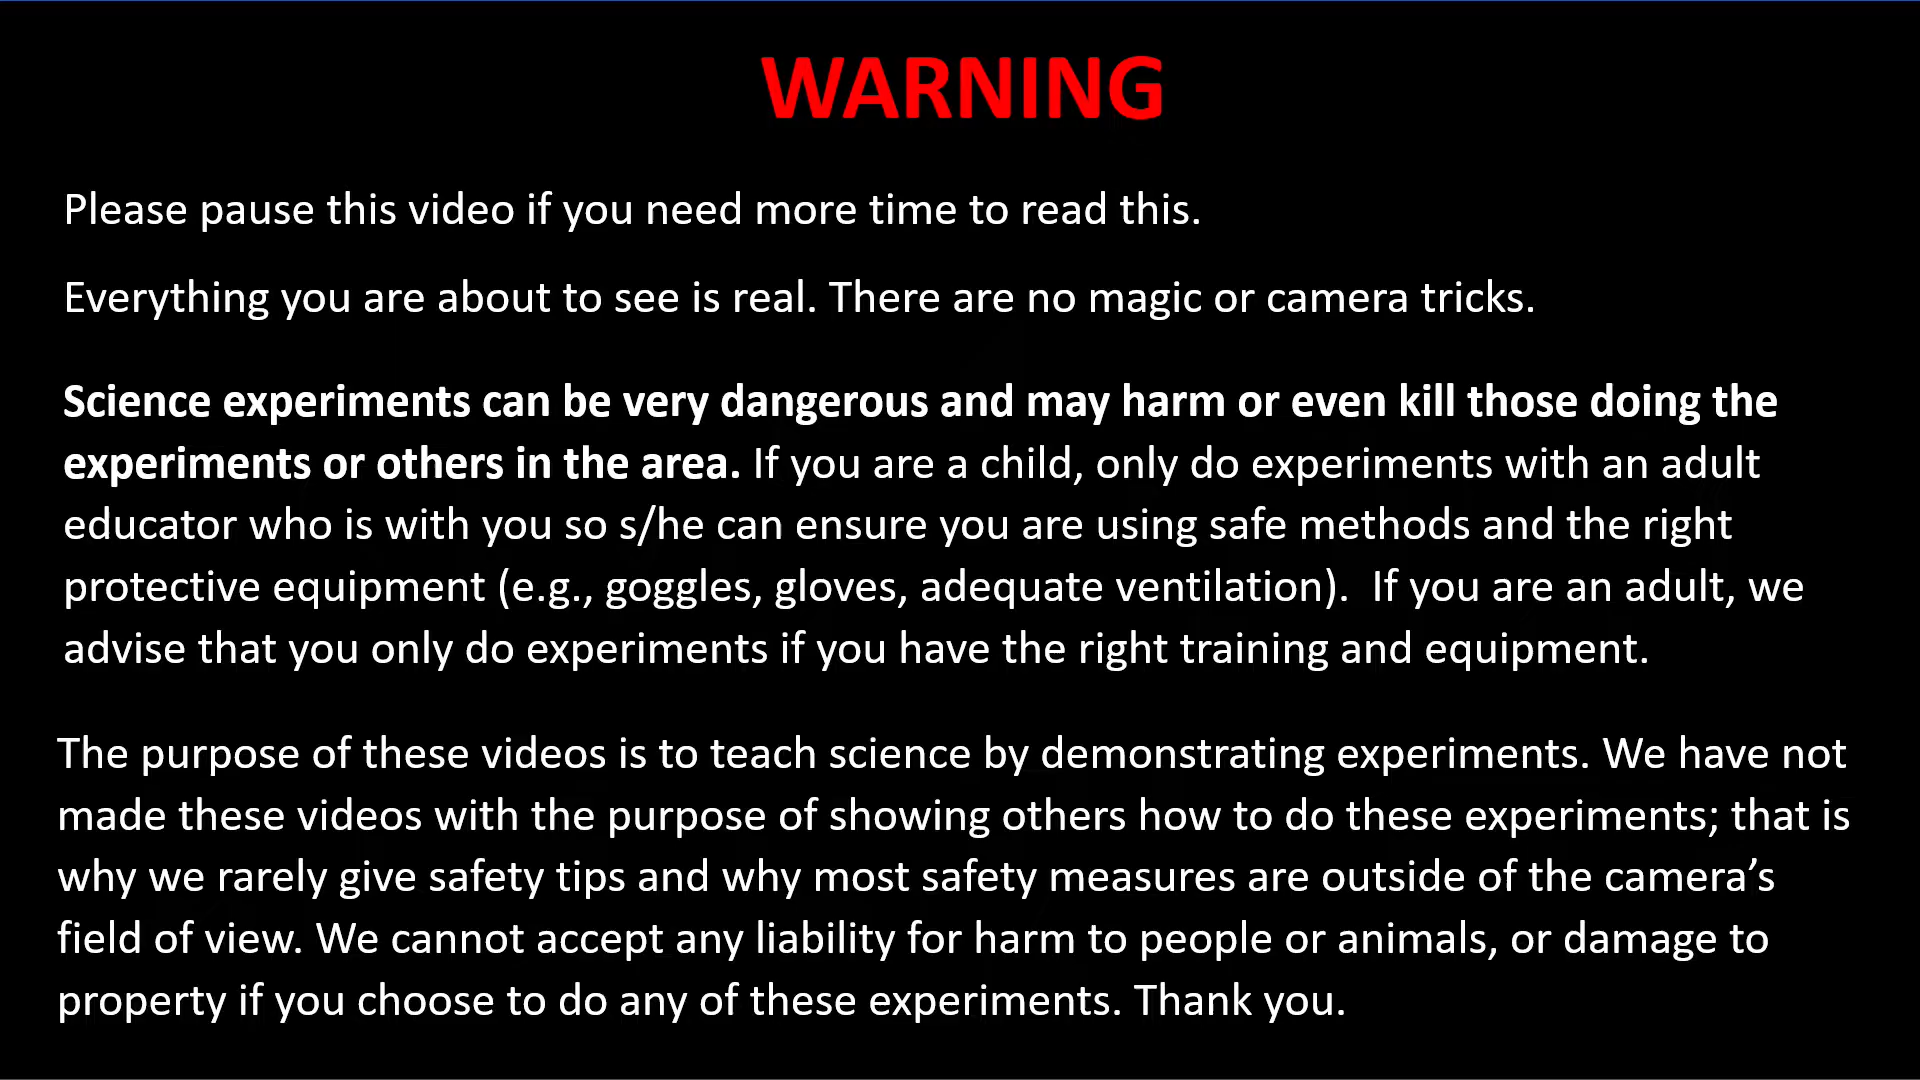 WARNING
Please pause this video if you need more time to read this.
Everything you are about to see is real. There are no magic or camera tricks.
Science experiments can be very dangerous and may harm or even kill those doing the
experiments or others in the area. If you are a child, only do experiments with an adult
educator who is with you so s/he can ensure you are using safe methods and the right
protective equipment (e.g., goggles, gloves, adequate ventilation).  If you are an adult, we
advise that you only do experiments if you have the right training and equipment.
The purpose of these videos is to teach science by demonstrating experiments. We have not
made these videos with the purpose of showing others how to do these experiments; that is
why we rarely give safety tips and why most safety measures are outside of the camera’s
field of view. We cannot accept any liability for harm to people or animals, or damage to
property if you choose to do any of these experiments. Thank you.